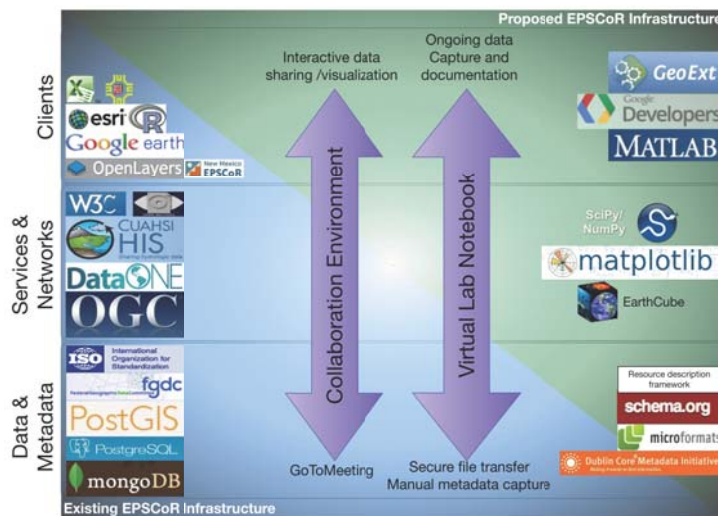 Proposed EPSCoR Infrastructure
Interactive data
sharing /visualization
Ongoing data
Capture and
documentation
Clients
esri R
Google earth
OpenLayers
New Mexico
EPSCoR
GeoExt
Google
Developers
MATLAB
Collaboration Environment
Virtual Lab Notebook
Services &
Networks
W3C
CUAHSI
HIS
DataONE
OGC
SciPy/
NumPy
matplotlib
EarthCube
Data &
Metadata
ISO
International
Organization for
Standardization
fgdc
PostGIS
PostgreSQL
mongoDB
GoToMeeting
Secure file transfer
Manual metadata capture
Resource description
framework
schema.org
microformats
Dublin Core Metadata Initiative
Existing EPSCoR Infrastructure